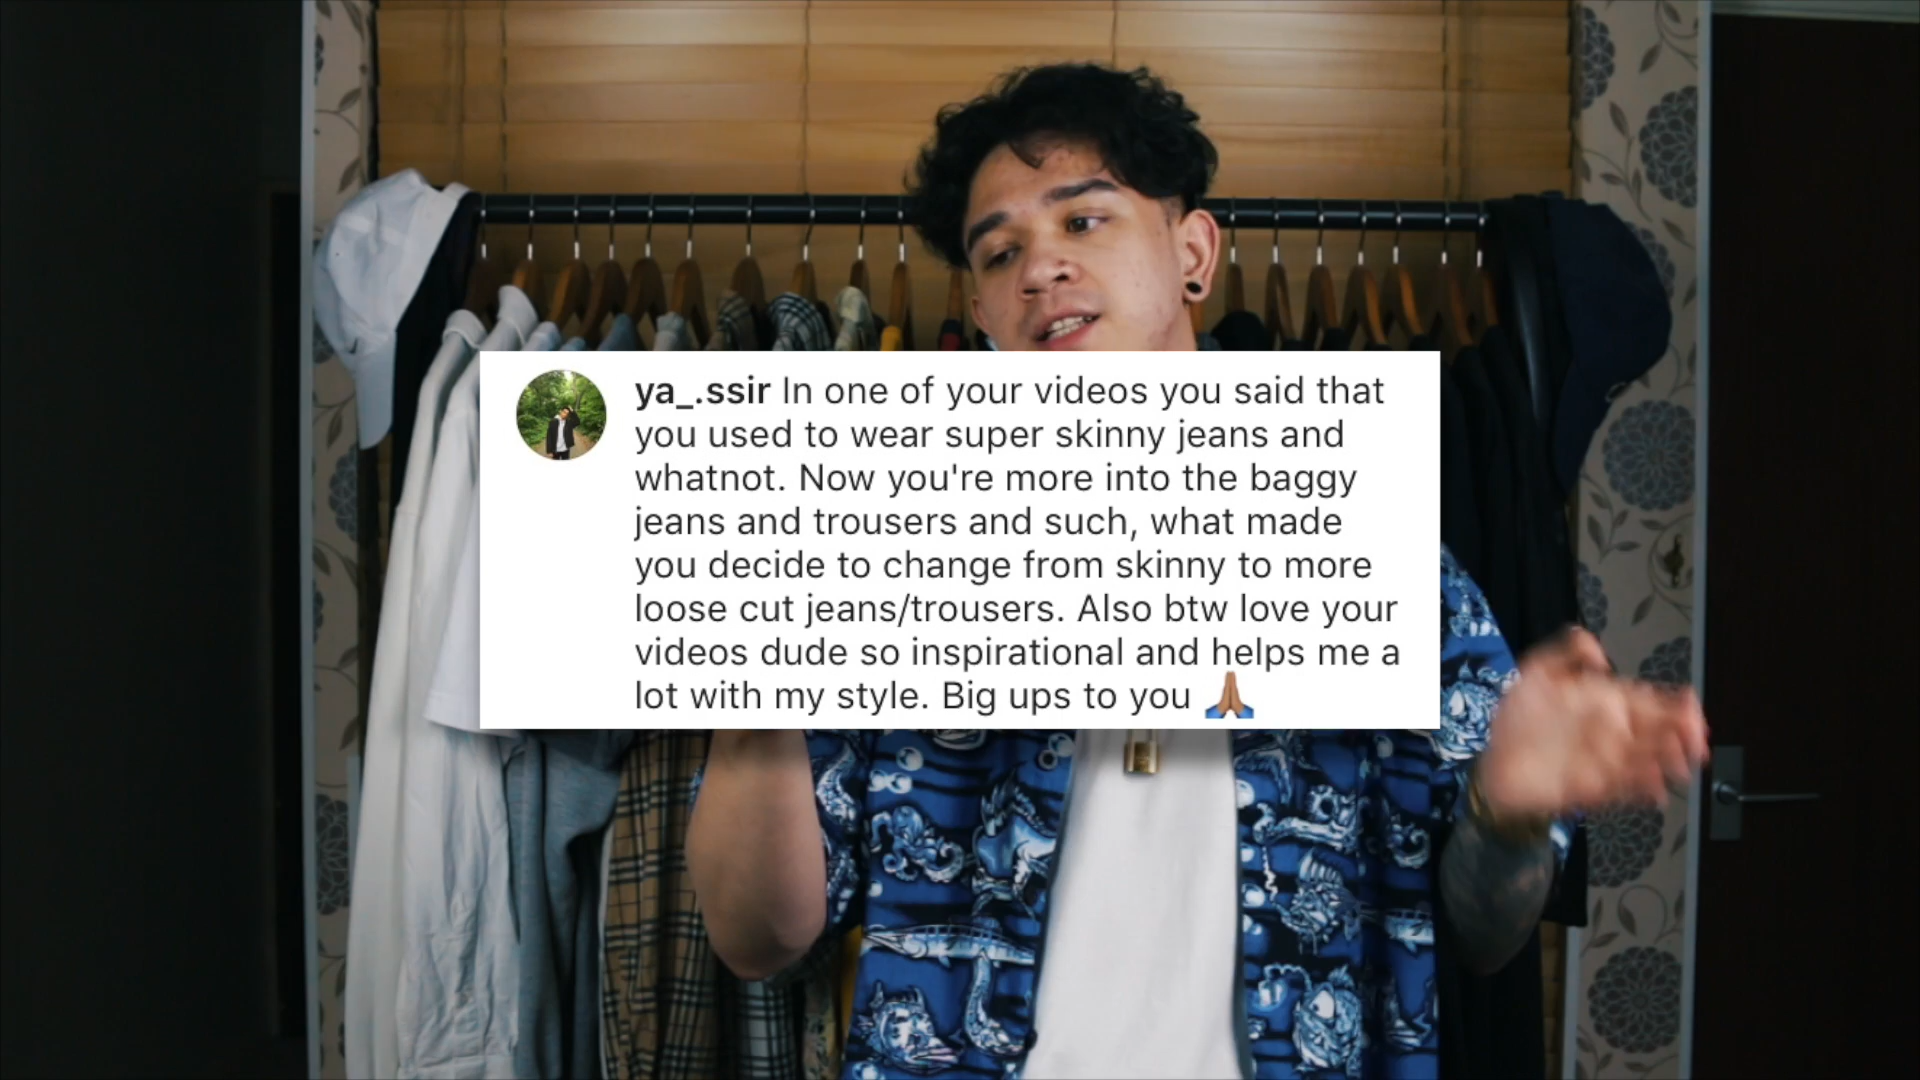 ya_.ssir In one of your videos you said that
you used to wear super skinny jeans and
whatnot. Now you're more into the baggy
jeans and trousers and such, what made
you decide to change from skinny to more
loose cut jeans/trousers. Also btw love your
videos dude so inspirational and helps me a
lot with my style. Big ups to you 🙏🏽